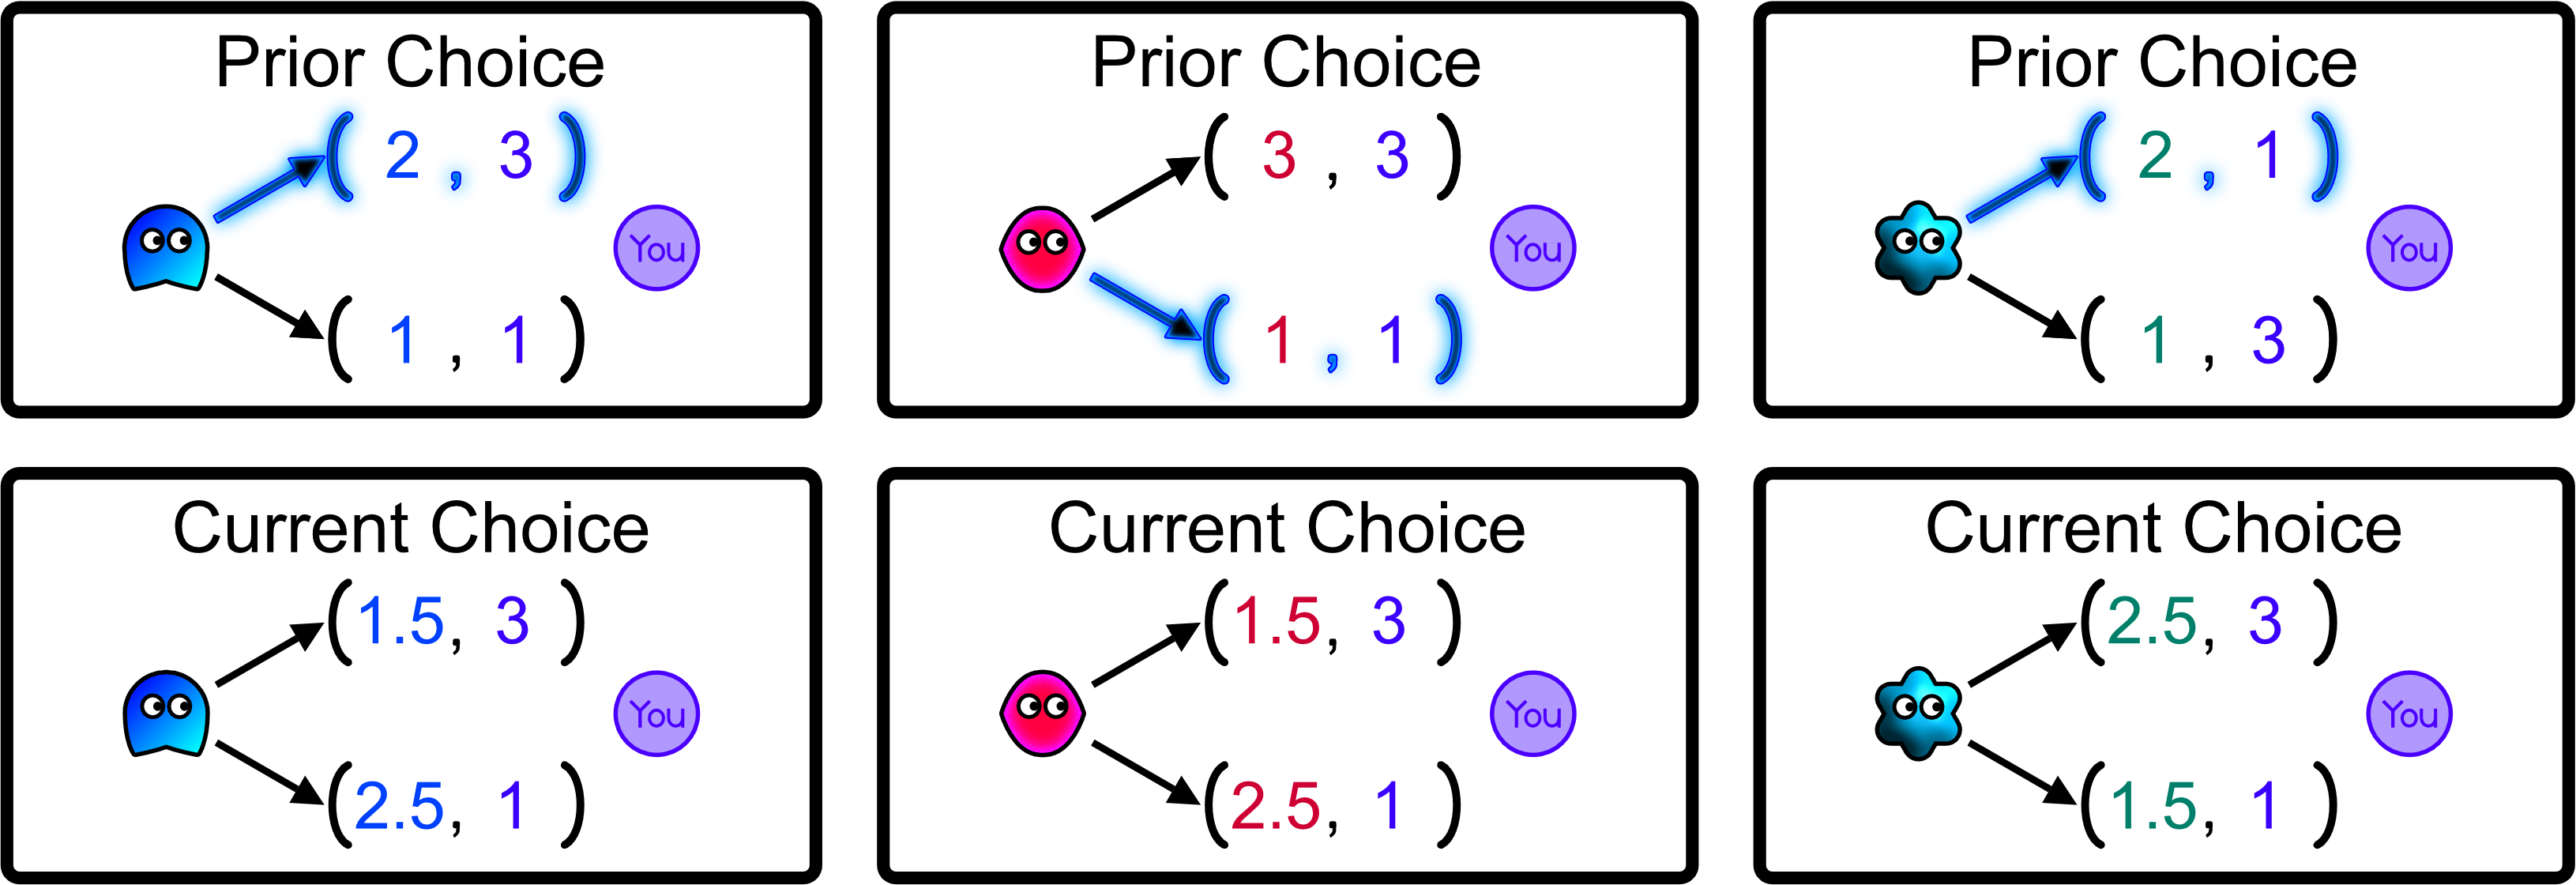 Prior Choice
( 2 , 3 )
You
( 1 , 1 )
Prior Choice
( 3 , 3 )
You
( 1 , 1 )
Prior Choice
( 2 , 1 )
You
( 1 , 3 )
Current Choice
(1.5, 3 )
You
(2.5, 1 )
Current Choice
(1.5, 3 )
You
(2.5, 1 )
Current Choice
(2.5, 3 )
You
(1.5, 1 )